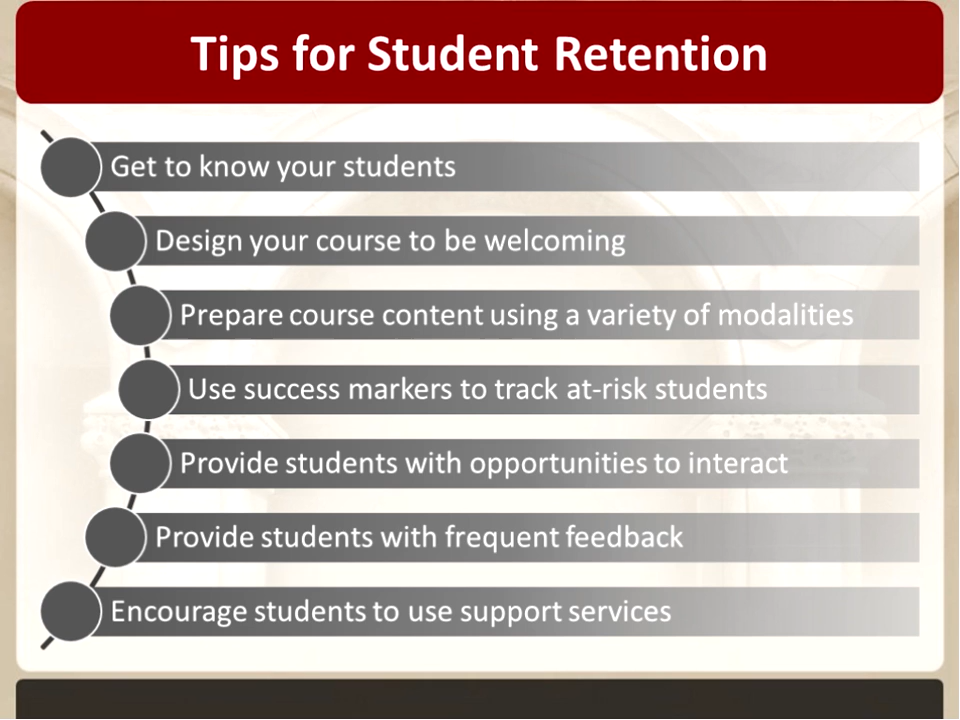 Tips for Student Retention
Get to know your students
Design your course to be welcoming
Prepare course content using a variety of modalities
Use success markers to track at-risk students
Provide students with opportunities to interact
Provide students with frequent feedback
Encourage students to use support services